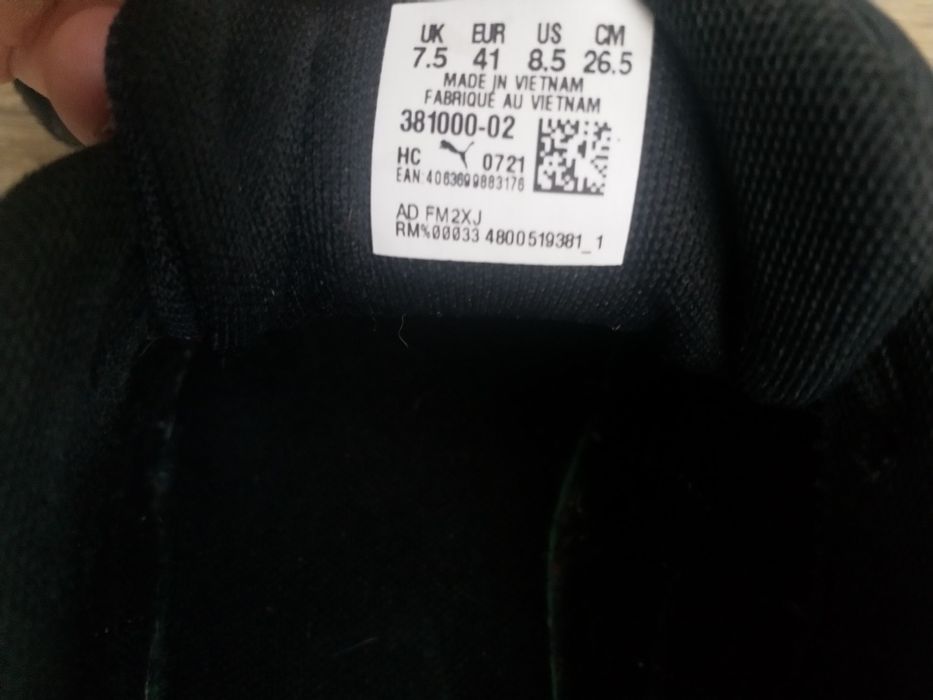 UK EUR US CM
7.5 41 8.5 26.5
MADE IN VIETNAM
FABRIQUÉ AU VIETNAM
381000-02
HC 0721
EAN:4063699883176
AD FM2XJ
RM%00033 4800519381_1